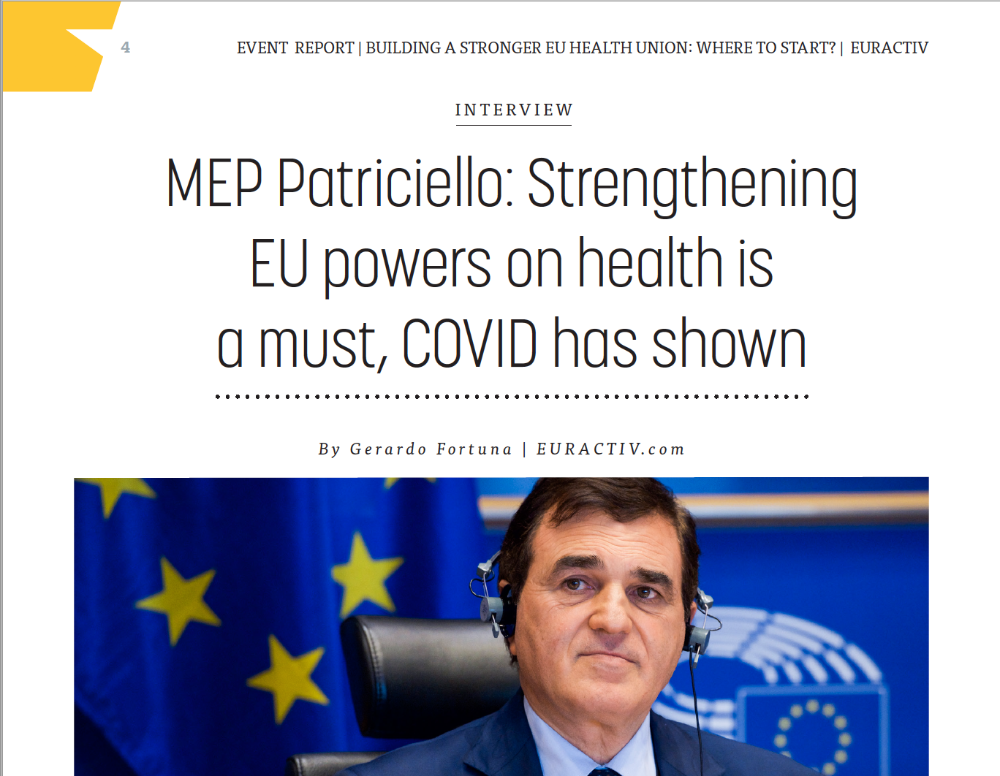 4
EVENT REPORT | BUILDING A STRONGER EU HEALTH UNION: WHERE TO START? | EURACTIV
INTERVIEW
MEP Patriciello: Strengthening
EU powers on health is
a must, COVID has shown
By Gerardo Fortuna | EURACTIV.com